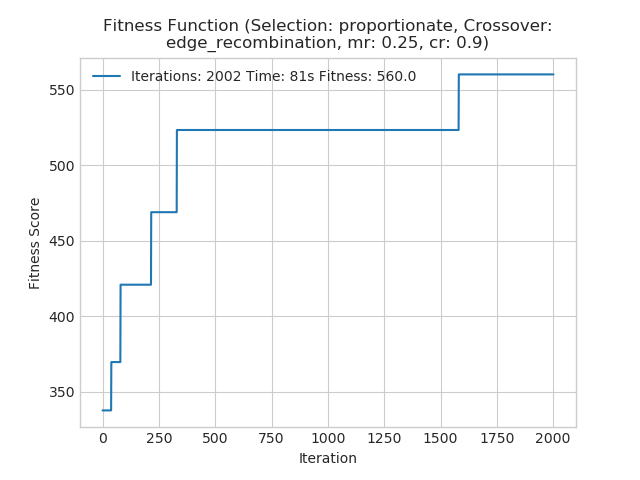 Fitness Function (Selection: proportionate, Crossover:
edge_recombination, mr: 0.25, cr: 0.9)
Iterations: 2002 Time: 81s Fitness: 560.0
550
500
450
400
350
Fitness Score
0 250 500 750 1000 1250 1500 1750 2000
Iteration